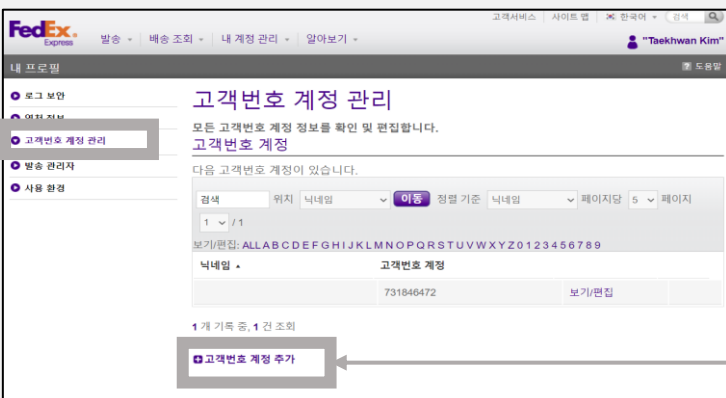 고객서비스 사이트 맵 한국어 검색
FedEx. Express 발송 배송 조회 내 계정 관리 알아보기 "Taekhwan Kim"
내 프로필 도움말
로그 보안
고객번호 계정 관리
발송 관리자
사용 환경
고객번호 계정 관리
모든 고객번호 계정 정보를 확인 및 편집합니다.
고객번호 계정
다음 고객번호 계정이 있습니다.
검색 위치 닉네임 이동 정렬 기준 닉네임 페이지당 5 페이지
1 / 1
보기/편집: ALL A B C D E F G H I J K L M N O P Q R S T U V W X Y Z 0 1 2 3 4 5 6 7 8 9
닉네임 고객번호 계정
731846472 보기/편집
1 개 기록 중, 1 건 조회
고객번호 계정 추가